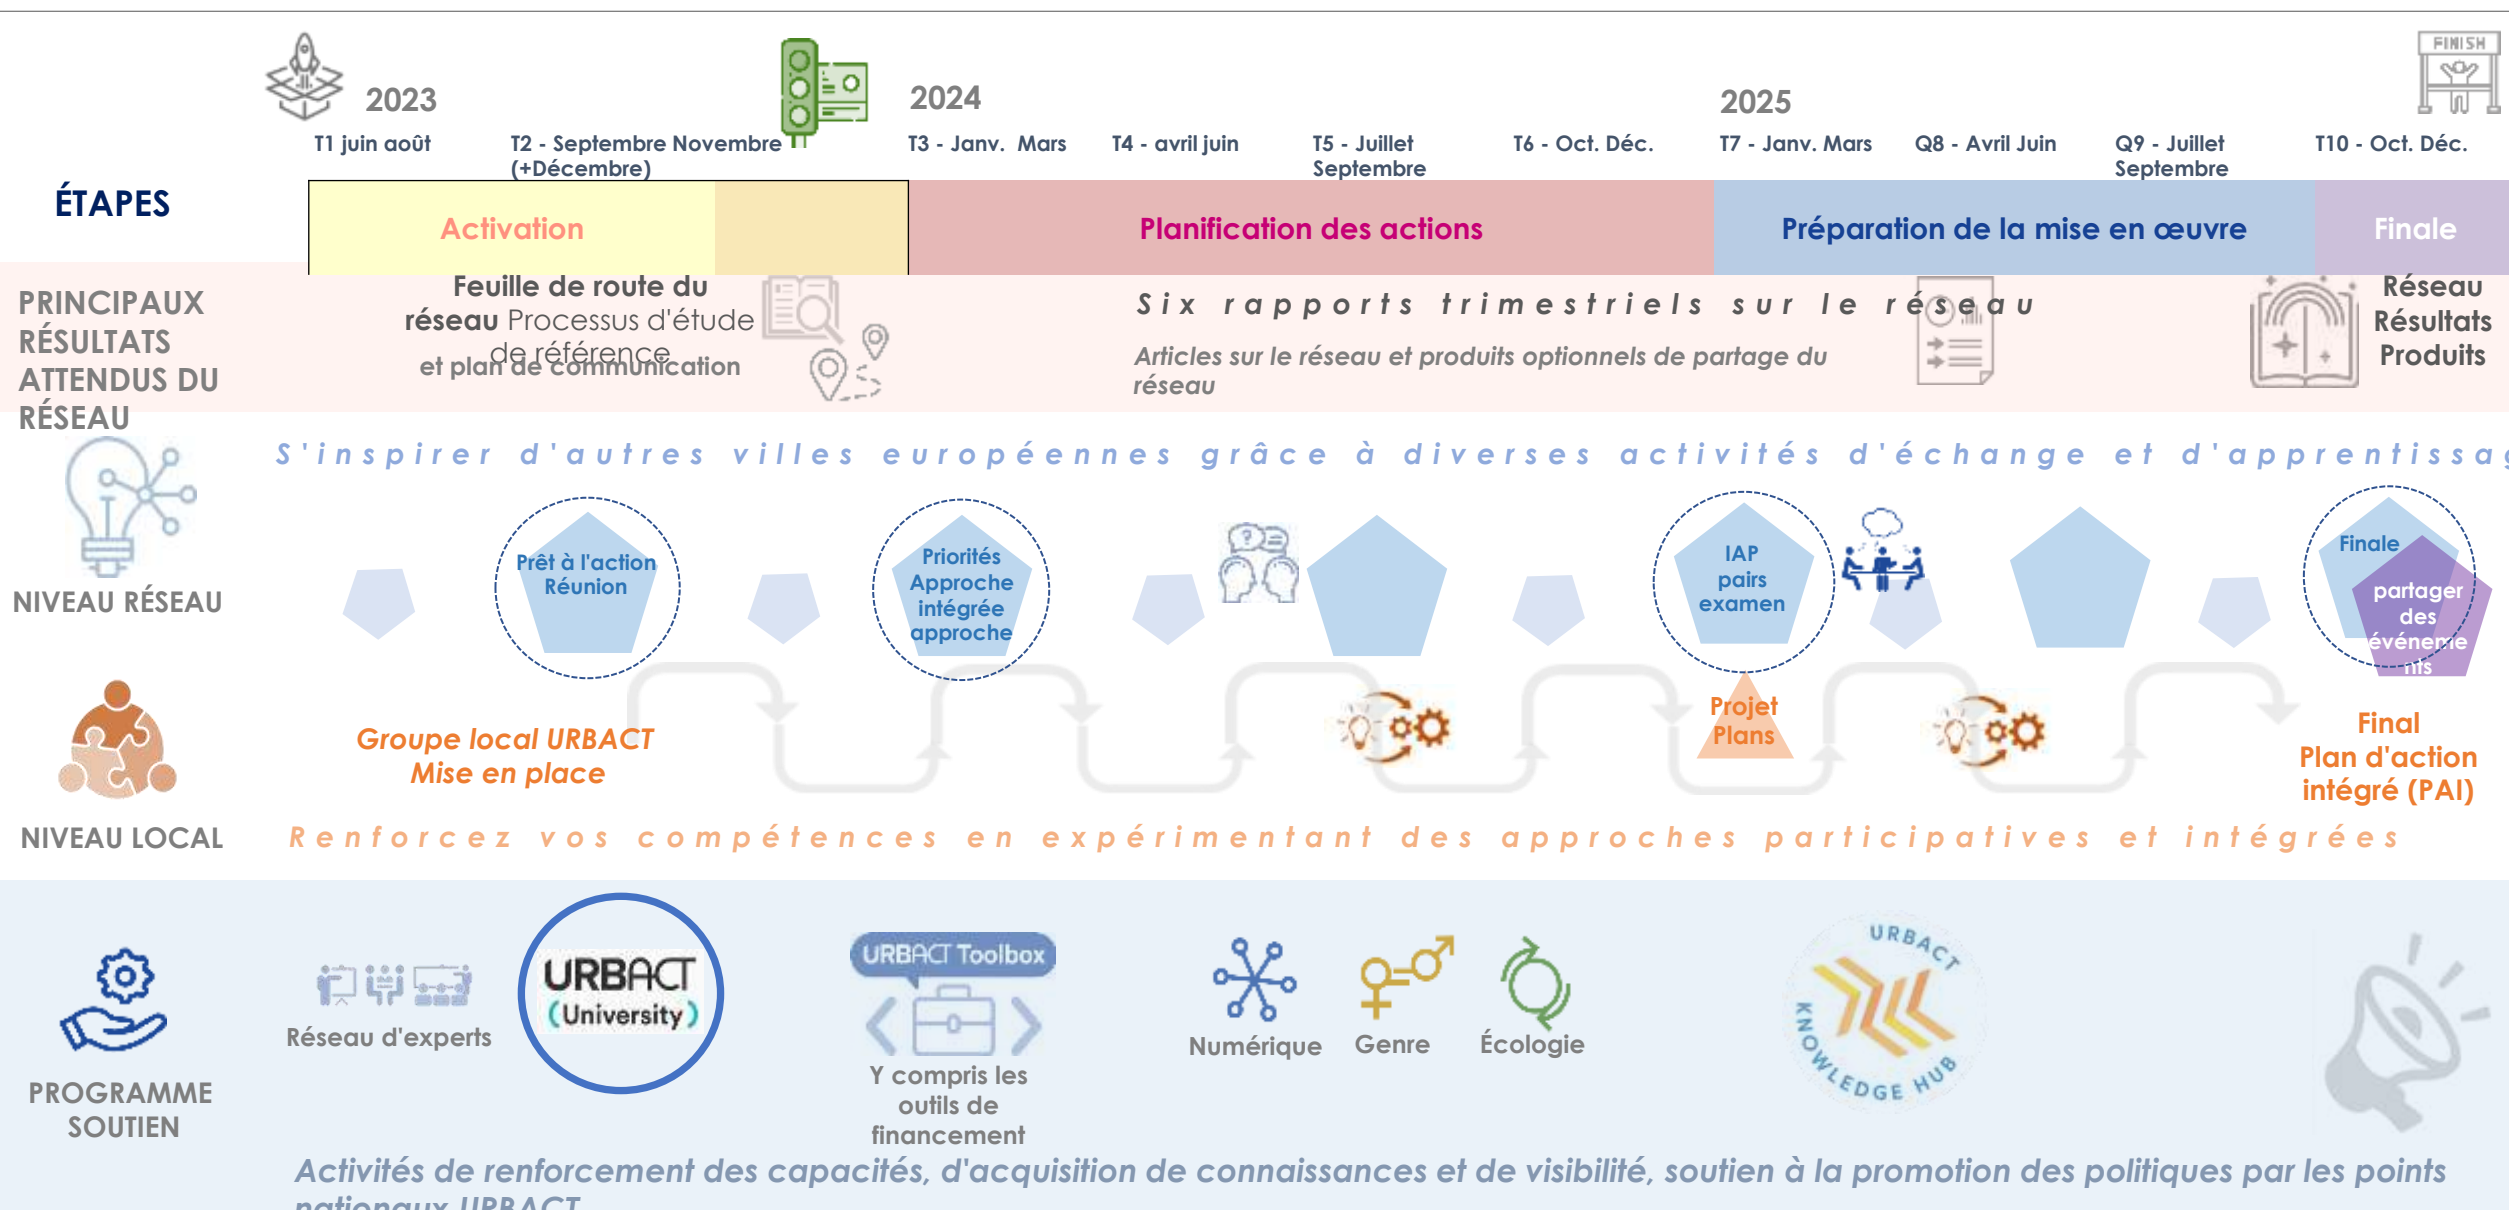 FINISH
2023
2024
2025
T1 juin août
T2 - Septembre Novembre
(+Décembre)
T3 - Janv. Mars
T4 - avril juin
T5 - Juillet
Septembre
T6 - Oct. Déc.
T7 - Janv. Mars
Q8 - Avril Juin
Q9 - Juillet
Septembre
T10 - Oct. Déc.
ÉTAPES
Activation
Planification des actions
Préparation de la mise en œuvre
Finale
PRINCIPAUX
RÉSULTATS
ATTENDUS DU
RÉSEAU
Feuille de route du
réseau Processus d'étude
de référence
et plan de communication
Six rapports trimestriels sur le réseau
Articles sur le réseau et produits optionnels de partage du
réseau
Réseau
Résultats
Produits
S'inspirer d'autres villes européennes grâce à diverses activités d'échange et d'apprentissag
NIVEAU RÉSEAU
Prêt à l'action
Réunion
Priorités
Approche
intégrée
approche
IAP
pairs
examen
Finale
partager
des
événeme
nts
Groupe local URBACT
Mise en place
Projet
Plans
Final
Plan d'action
intégré (PAI)
NIVEAU LOCAL
Renforcez vos compétences en expérimentant des approches participatives et intégrées
PROGRAMME
SOUTIEN
Réseau d'experts
URBACT
(University)
URBACT Toolbox
Y compris les
outils de
financement
Numérique
Genre
Écologie
URBACT
KNOWLEDGE HUB
Activités de renforcement des capacités, d'acquisition de connaissances et de visibilité, soutien à la promotion des politiques par les points
nationaux URBACT